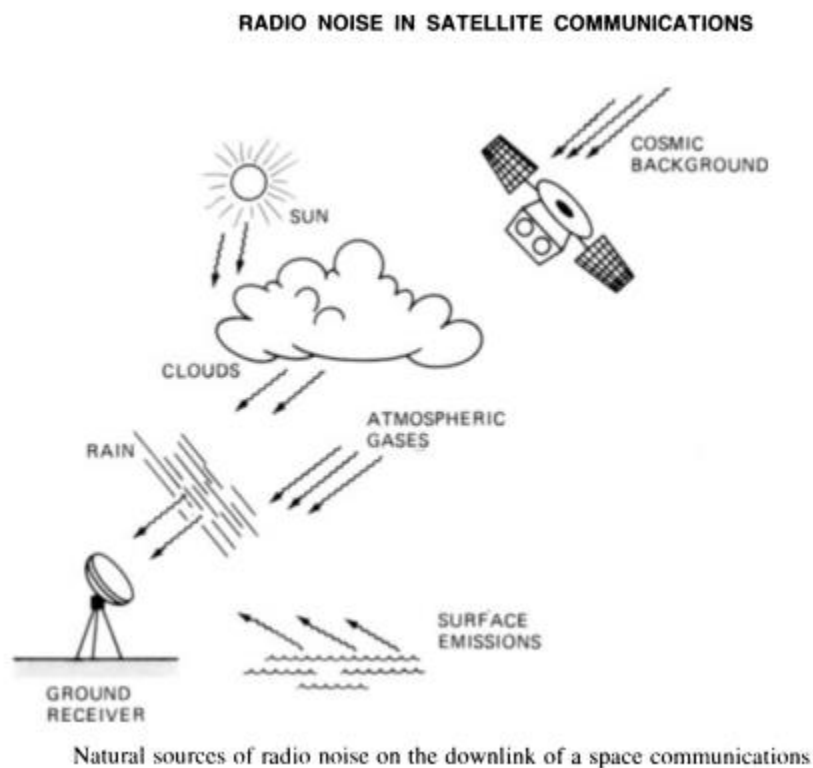 RADIO NOISE IN SATELLITE COMMUNICATIONS
COSMIC
BACKGROUND
SUN
CLOUDS
ATMOSPHERIC
GASES
RAIN
SURFACE
EMISSIONS
GROUND
RECEIVER
Natural sources of radio noise on the downlink of a space communications